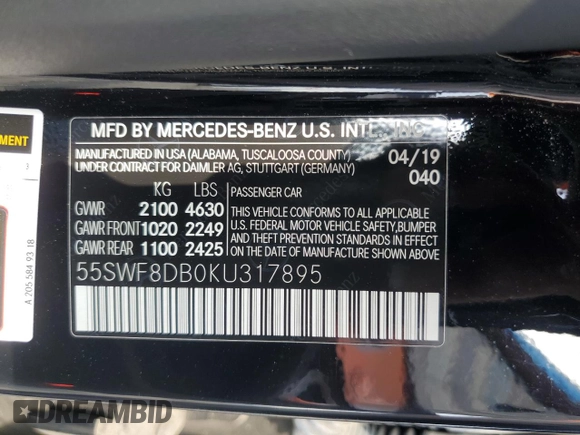 MFD BY MERCEDES-BENZ U.S. INTL., INC.
MANUFACTURED IN USA (ALABAMA, TUSCALOOSA COUNTY) 04/19
UNDER CONTRACT FOR DAIMLER AG, STUTTGART (GERMANY) 040
KG LBS PASSENGER CAR
GVWR 2100 4630
GAWR FRONT 1020 2249
GAWR REAR 1100 2425
THIS VEHICLE CONFORMS TO ALL APPLICABLE
U.S. FEDERAL MOTOR VEHICLE SAFETY, BUMPER
AND THEFT PREVENTION STANDARDS IN EFFECT
ON THE DATE OF MANUFACTURE SHOWN ABOVE
55SWF8DB0KU317895
A 205 584 93 18
3
DREAMBID